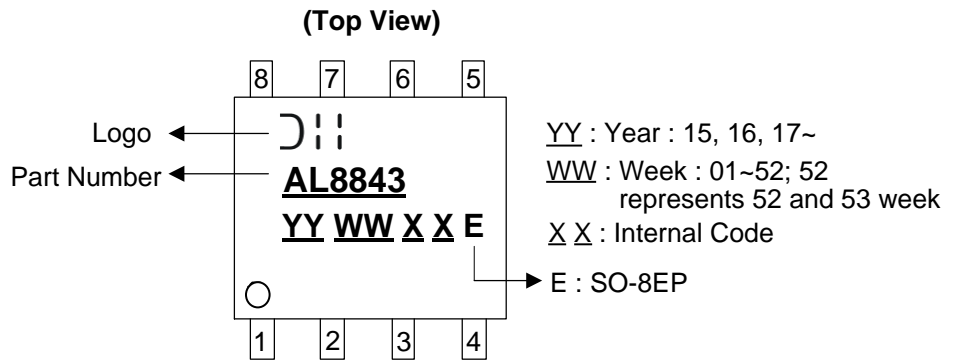 (Top View)
8 7 6 5
Logo
Part Number
AL8843
YY WW X X E
YY : Year : 15, 16, 17~
WW : Week : 01~52; 52
represents 52 and 53 week
X X : Internal Code
E : SO-8EP
1 2 3 4